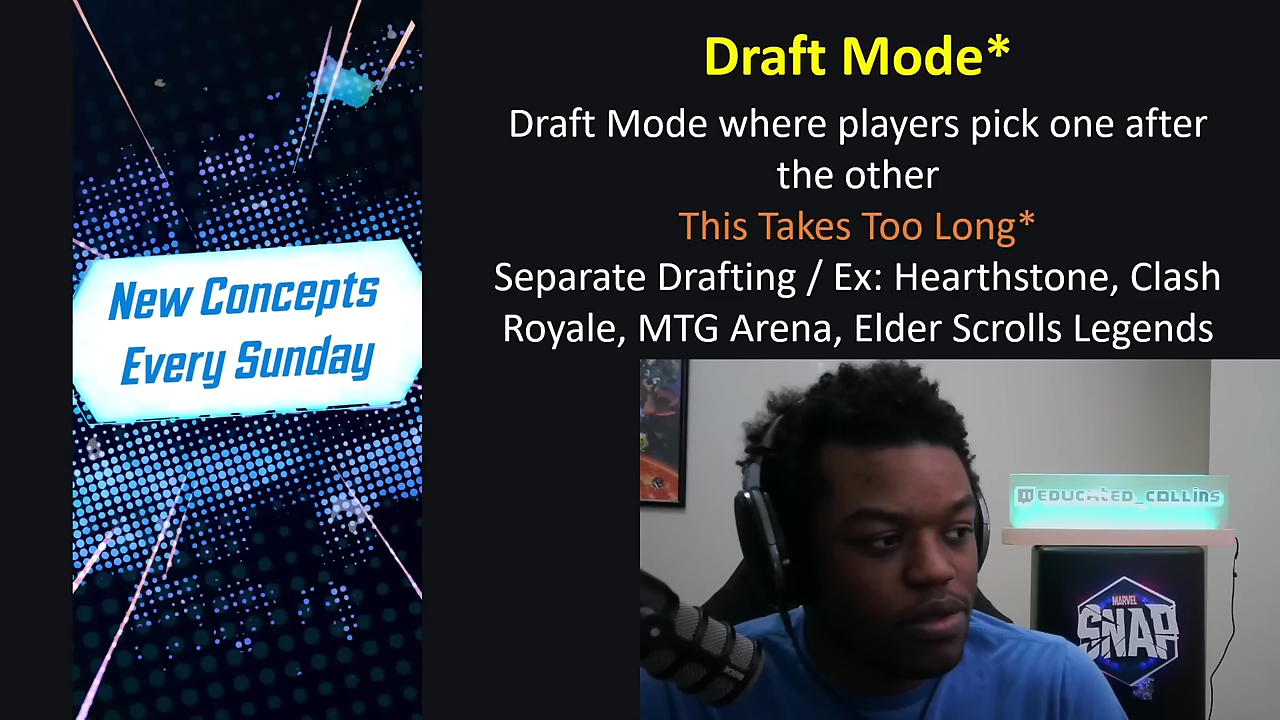 New Concepts
Every Sunday
Draft Mode*
Draft Mode where players pick one after
the other
This Takes Too Long*
Separate Drafting / Ex: Hearthstone, Clash
Royale, MTG Arena, Elder Scrolls Legends
EDUCATED_COLLINS
MARVEL
SNAP